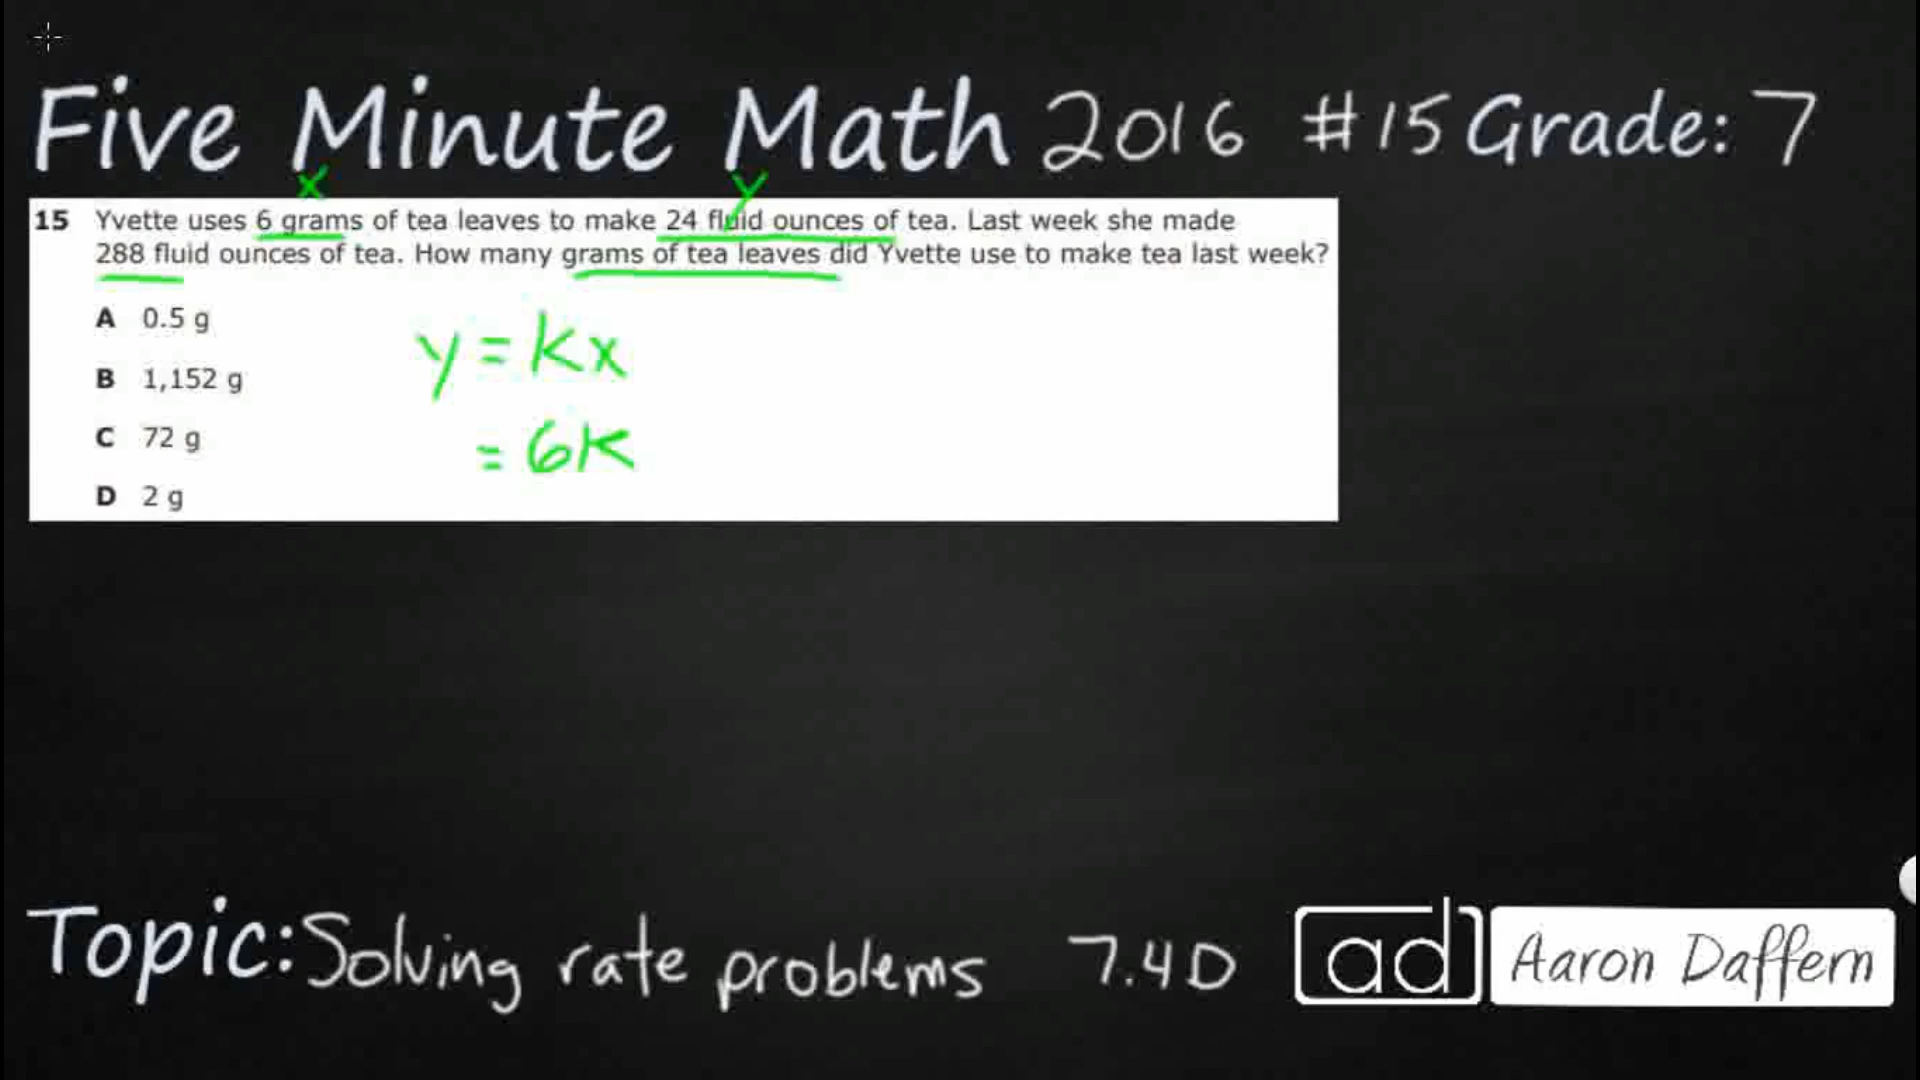 Five Minute Math 2016 #15 Grade: 7
x y
15 Yvette uses 6 grams of tea leaves to make 24 fluid ounces of tea. Last week she made
288 fluid ounces of tea. How many grams of tea leaves did Yvette use to make tea last week?
A 0.5 g
B 1,152 g
C 72 g
D 2 g
y = kx
= 6k
Topic: Solving rate problems 7.4D
ad Aaron Daffern